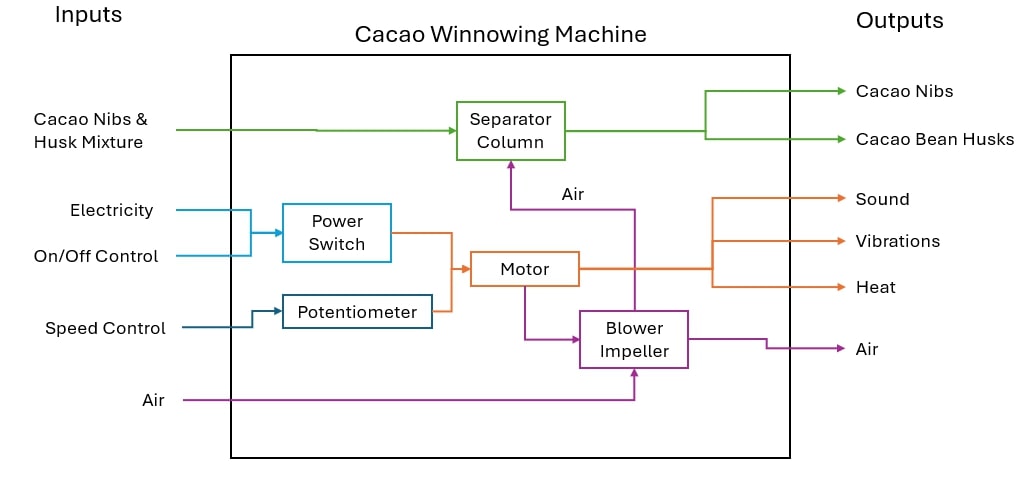 Inputs
Outputs
Cacao Winnowing Machine
Cacao Nibs &
Husk Mixture
Separator
Column
Cacao Nibs
Cacao Bean Husks
Air
Electricity
Power
Switch
On/Off Control
Sound
Vibrations
Motor
Heat
Speed Control
Potentiometer
Blower
Impeller
Air
Air